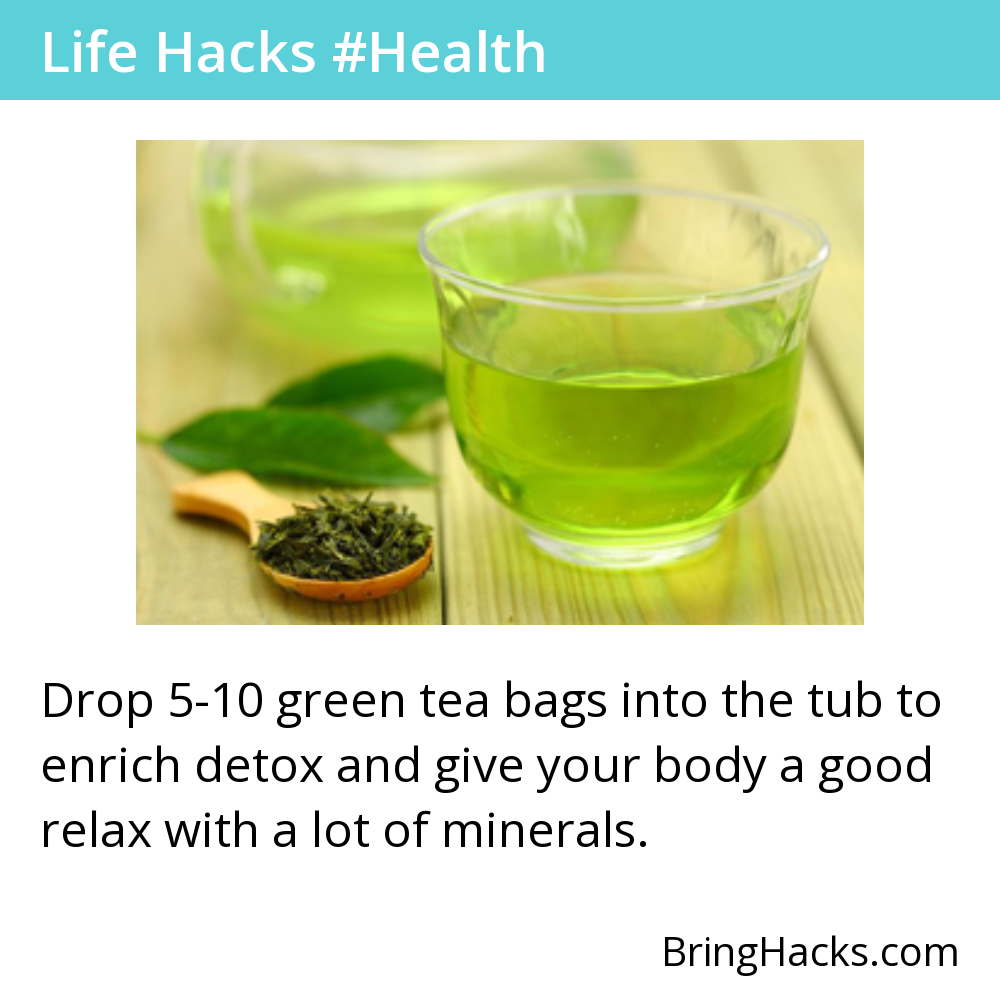 Life Hacks #Health
Drop 5-10 green tea bags into the tub to
enrich detox and give your body a good
relax with a lot of minerals.
BringHacks.com